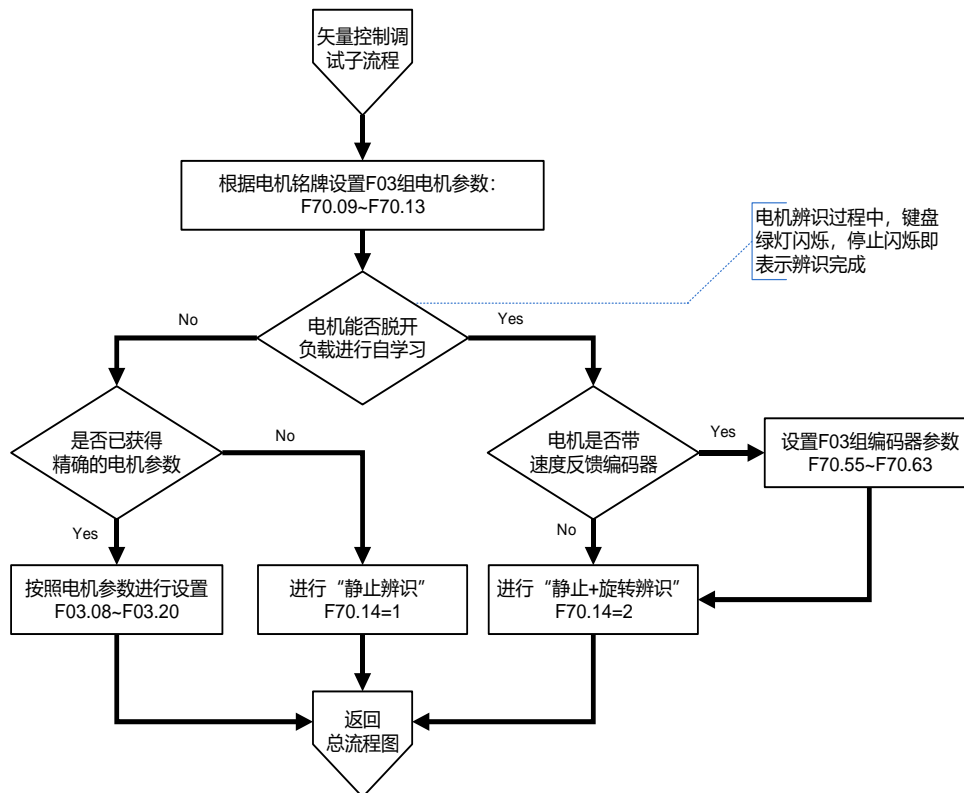 矢量控制调
试子流程
根据电机铭牌设置F03组电机参数：
F70.09~F70.13
电机辨识过程中，键盘
绿灯闪烁，停止闪烁即
表示辨识完成
No
电机能否脱开
负载进行自学习
Yes
是否已获得
精确的电机参数
No
电机是否带
速度反馈编码器
Yes
设置F03组编码器参数
F70.55~F70.63
Yes
No
按照电机参数进行设置
F03.08~F03.20
进行“静止辨识”
F70.14=1
进行“静止+旋转辨识”
F70.14=2
返回
总流程图